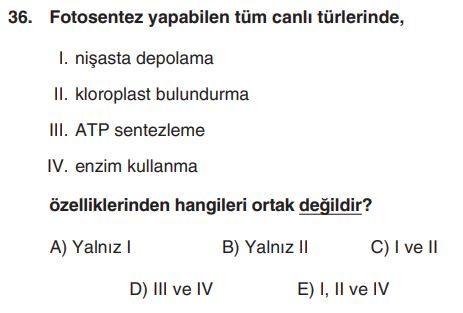 36. Fotosentez yapabilen tüm canlı türlerinde,
I. nişasta depolama
II. kloroplast bulundurma
III. ATP sentezleme
IV. enzim kullanma
özelliklerinden hangileri ortak değildir?
A) Yalnız I B) Yalnız II C) I ve II
D) III ve IV E) I, II ve IV